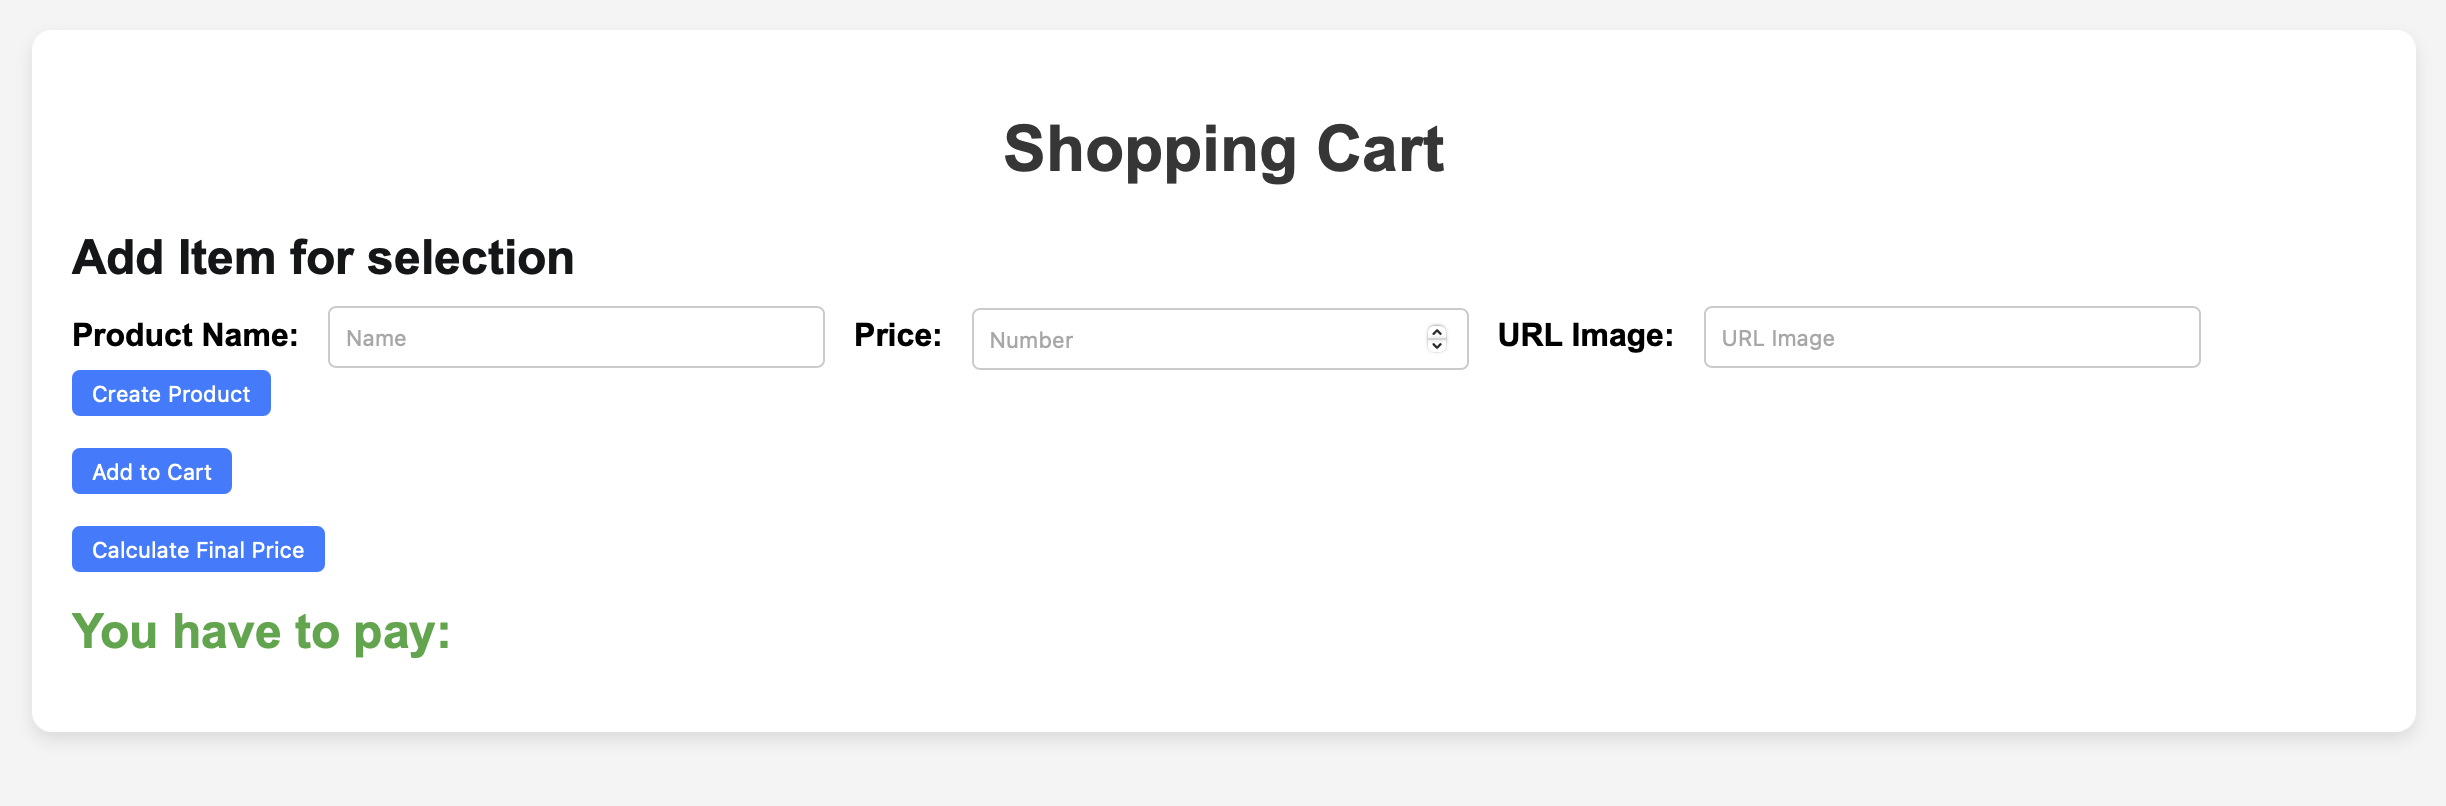 Shopping Cart
Add Item for selection
Product Name: Name Price: Number URL Image: URL Image
Create Product
Add to Cart
Calculate Final Price
You have to pay: